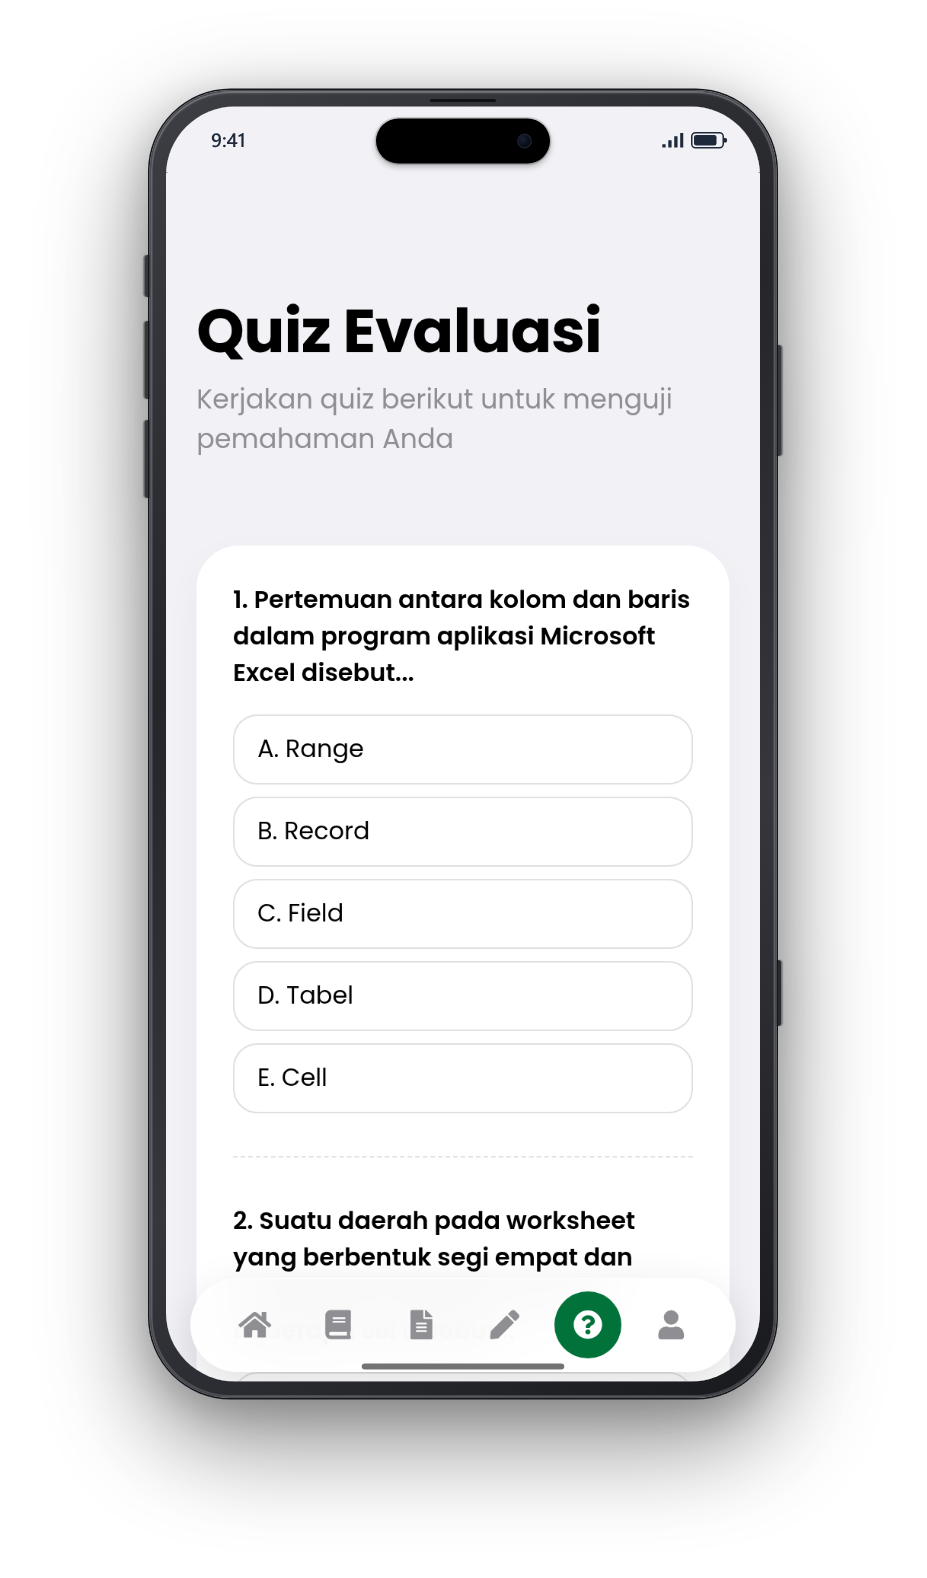 9:41
Quiz Evaluasi
Kerjakan quiz berikut untuk menguji
pemahaman Anda
1. Pertemuan antara kolom dan baris
dalam program aplikasi Microsoft
Excel disebut...
A. Range
B. Record
C. Field
D. Tabel
E. Cell
2. Suatu daerah pada worksheet
yang berbentuk segi empat dan